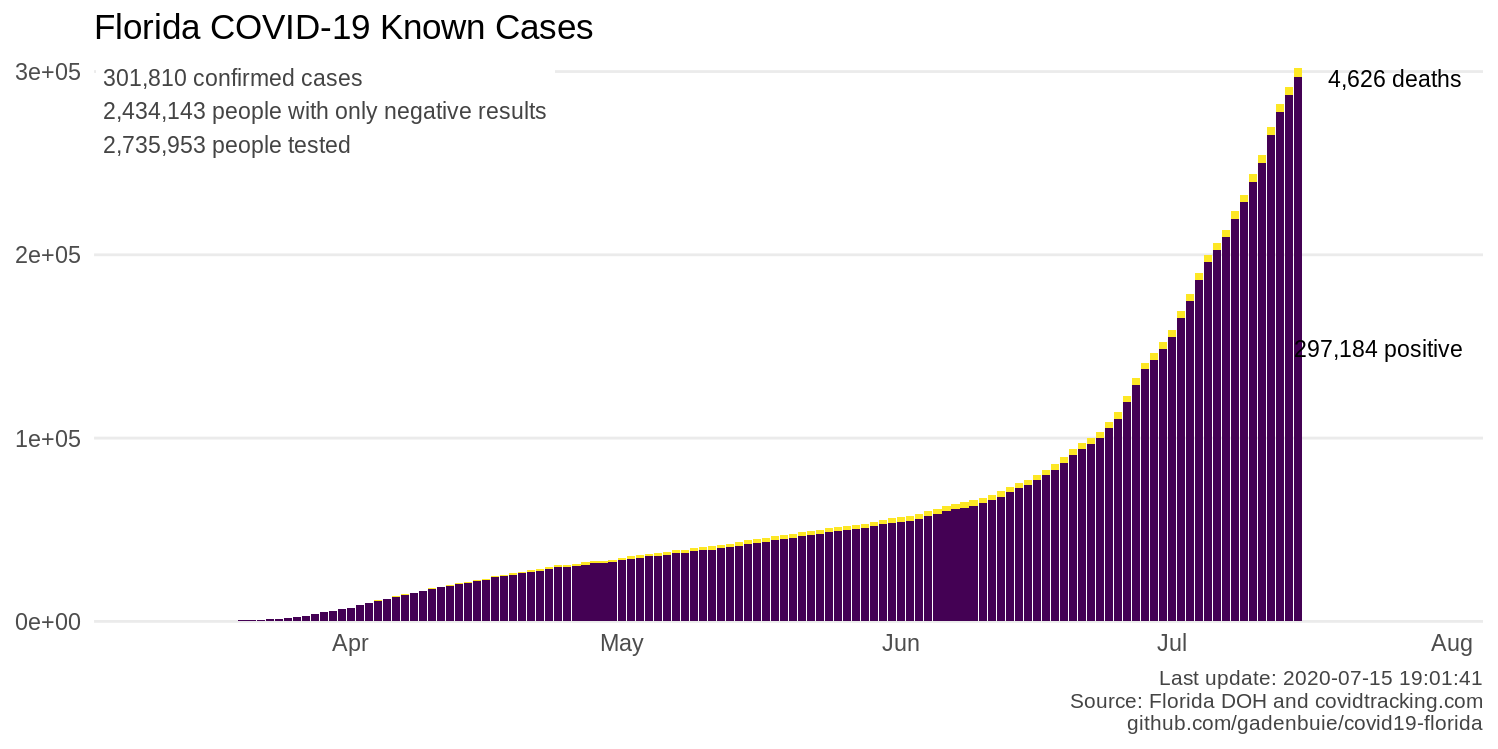 Florida COVID-19 Known Cases
3e+05
301,810 confirmed cases
4,626 deaths
2,434,143 people with only negative results
2,735,953 people tested
2e+05
297,184 positive
1e+05
0e+00
Apr
May
Jun
Jul
Aug
Last update: 2020-07-15 19:01:41
Source: Florida DOH and covidtracking.com
github.com/gadenbuie/covid19-florida